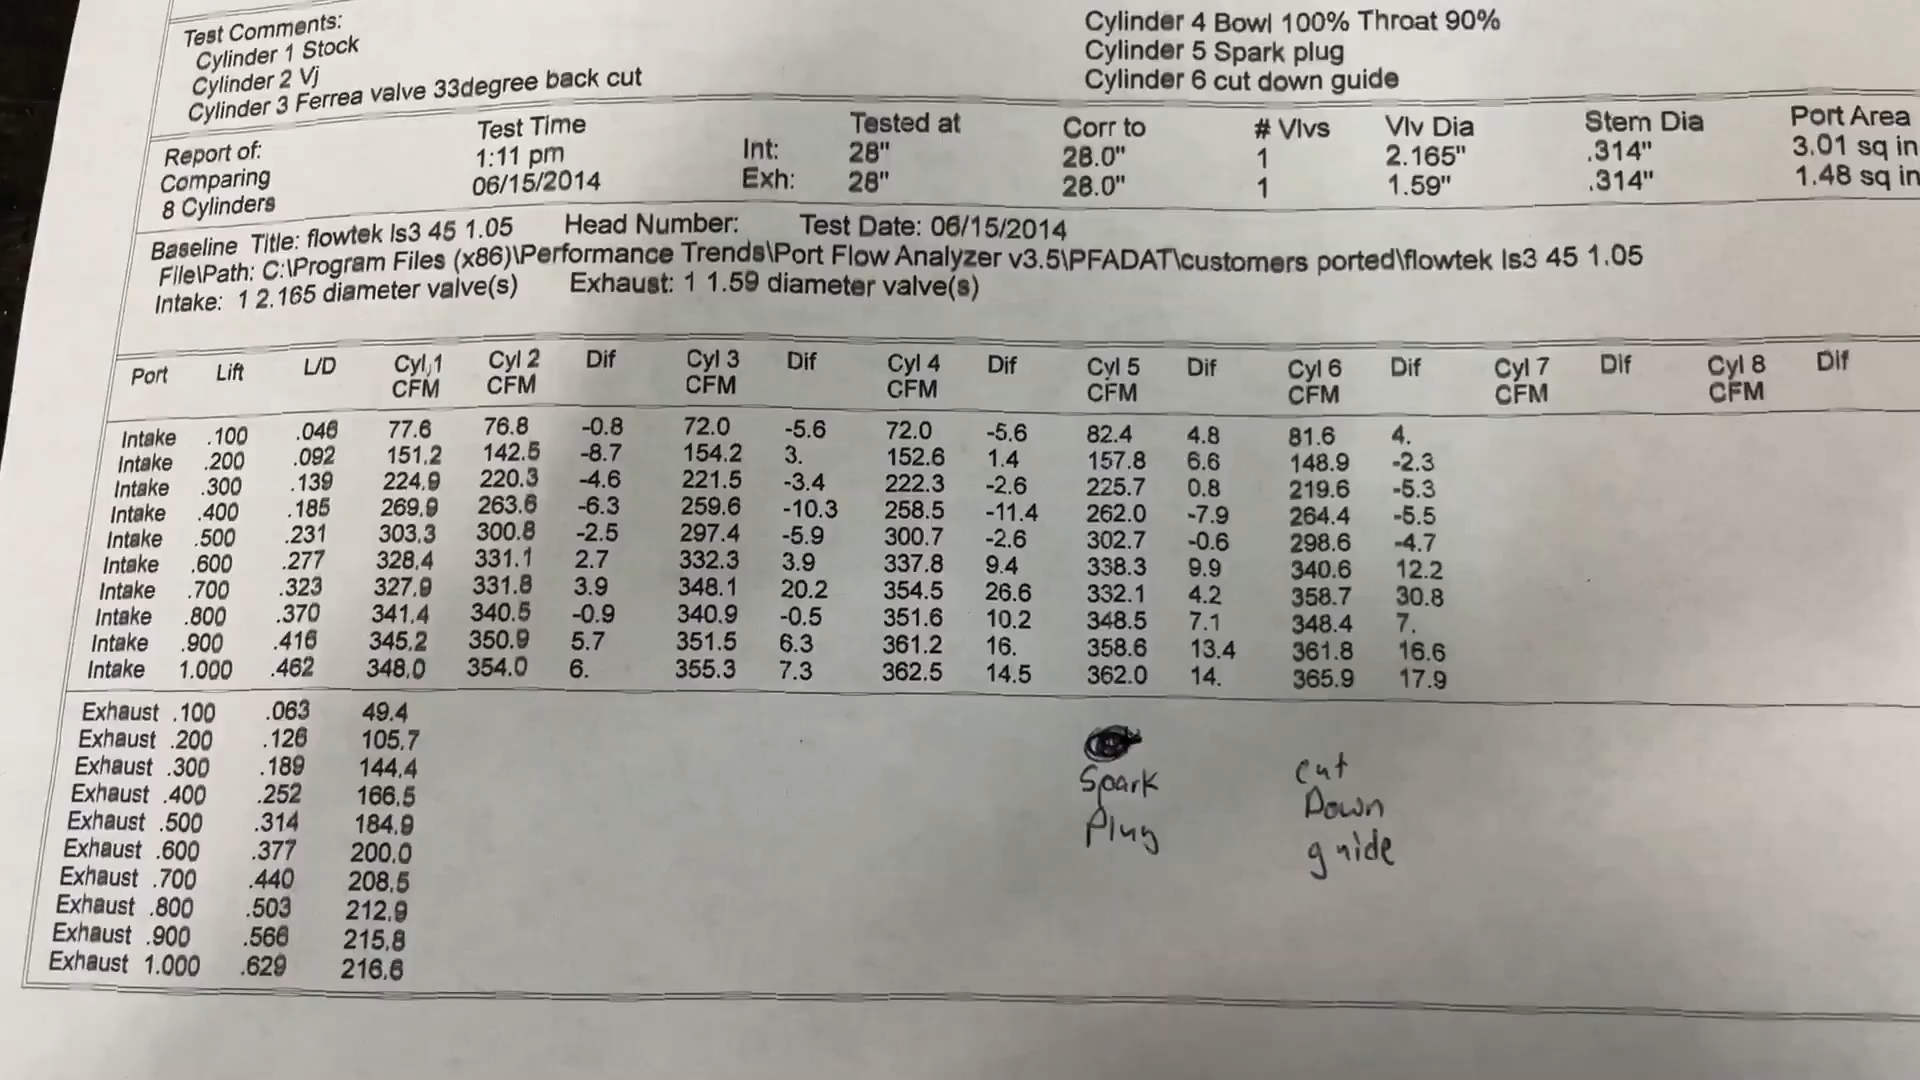 Test Comments:
Cylinder 1 Stock
Cylinder 2 Vj
Cylinder 3 Ferrea valve 33degree back cut
Cylinder 4 Bowl 100% Throat 90%
Cylinder 5 Spark plug
Cylinder 6 cut down guide
Report of: Test Time Tested at Corr to # Vlvs Vlv Dia Stem Dia Port Area
Comparing 1:11 pm Int: 28" 28.0" 1 2.165" .314" 3.01 sq in
8 Cylinders 06/15/2014 Exh: 28" 28.0" 1 1.59" .314" 1.48 sq in
Baseline Title: flowtek ls3 45 1.05 Head Number: Test Date: 06/15/2014
File\Path: C:\Program Files (x86)\Performance Trends\Port Flow Analyzer v3.5\PFADAT\customers ported\flowtek ls3 45 1.05
Intake: 1 2.165 diameter valve(s) Exhaust: 1 1.59 diameter valve(s)
Port Lift L/D Cyl 1 Cyl 2 Dif Cyl 3 Dif Cyl 4 Dif Cyl 5 Dif Cyl 6 Dif Cyl 7 Dif Cyl 8 Dif
CFM CFM CFM CFM CFM CFM CFM CFM
Intake .100 .046 77.6 76.8 -0.8 72.0 -5.6 72.0 -5.6 82.4 4.8 81.6 4.
Intake .200 .092 151.2 142.5 -8.7 154.2 3. 152.6 1.4 157.8 6.6 148.9 -2.3
Intake .300 .139 224.9 220.3 -4.6 221.5 -3.4 222.3 -2.6 225.7 0.8 219.6 -5.3
Intake .400 .185 269.9 263.6 -6.3 259.6 -10.3 258.5 -11.4 262.0 -7.9 264.4 -5.5
Intake .500 .231 303.3 300.8 -2.5 297.4 -5.9 300.7 -2.6 302.7 -0.6 298.6 -4.7
Intake .600 .277 328.4 331.1 2.7 332.3 3.9 337.8 9.4 338.3 9.9 340.6 12.2
Intake .700 .323 327.9 331.8 3.9 348.1 20.2 354.5 26.6 332.1 4.2 358.7 30.8
Intake .800 .370 341.4 340.5 -0.9 340.9 -0.5 351.6 10.2 348.5 7.1 348.4 7.
Intake .900 .416 345.2 350.9 5.7 351.5 6.3 361.2 16. 358.6 13.4 361.8 16.6
Intake 1.000 .462 348.0 354.0 6. 355.3 7.3 362.5 14.5 362.0 14. 365.9 17.9
Exhaust .100 .063 49.4
Exhaust .200 .126 105.7
Exhaust .300 .189 144.4
Exhaust .400 .252 166.5
Exhaust .500 .314 184.9
Exhaust .600 .377 200.0
Exhaust .700 .440 208.5
Exhaust .800 .503 212.9
Exhaust .900 .566 215.8
Exhaust 1.000 .629 216.6
Spark
Plug
cut
Down
guide